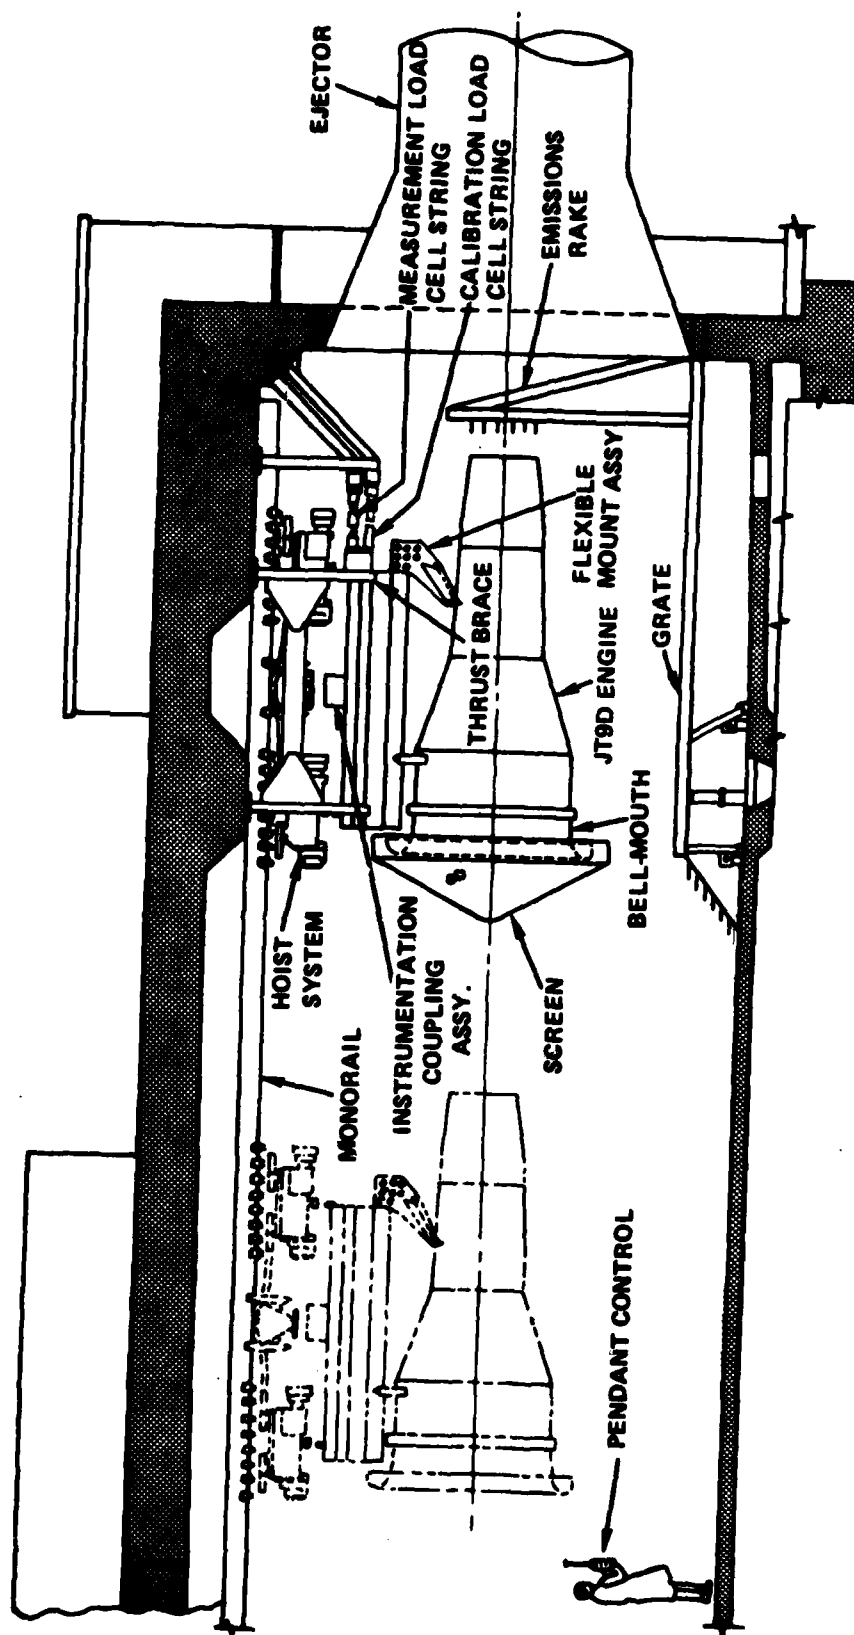 EJECTOR
MEASUREMENT LOAD
CELL STRING
CALIBRATION LOAD
CELL STRING
EMISSIONS
RAKE
FLEXIBLE
MOUNT ASSY
THRUST BRACE
JT9D ENGINE
GRATE
BELL-MOUTH
HOIST
SYSTEM
INSTRUMENTATION
COUPLING
ASSY.
SCREEN
MONORAIL
PENDANT CONTROL